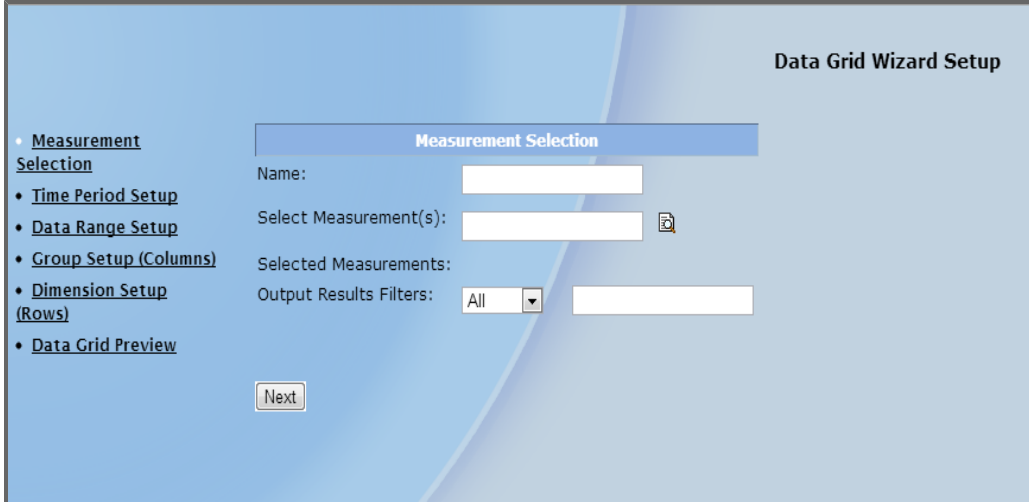 Data Grid Wizard Setup
• Measurement
Selection
• Time Period Setup
• Data Range Setup
• Group Setup (Columns)
• Dimension Setup
(Rows)
• Data Grid Preview
Measurement Selection
Name:
Select Measurement(s):
Selected Measurements:
Output Results Filters: All
Next